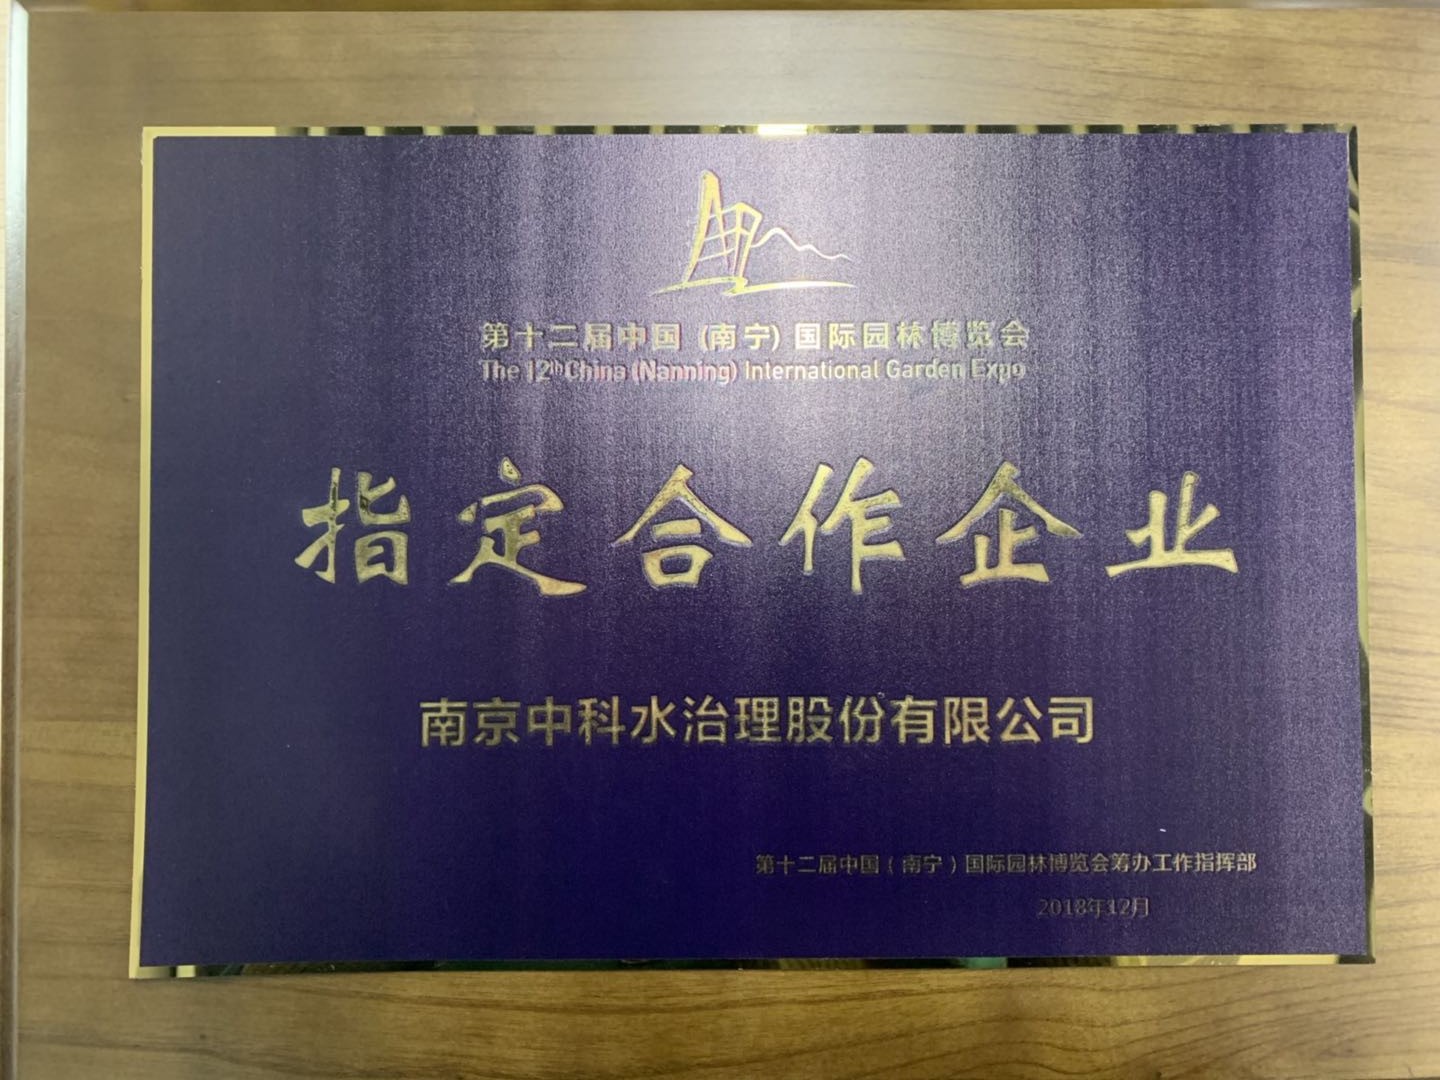 第十二届中国（南宁）国际园林博览会
The 12th China (Nanning) International Garden Expo
指定合作企业
南京中科水治理股份有限公司
第十二届中国（南宁）国际园林博览会筹办工作指挥部
2018年12月